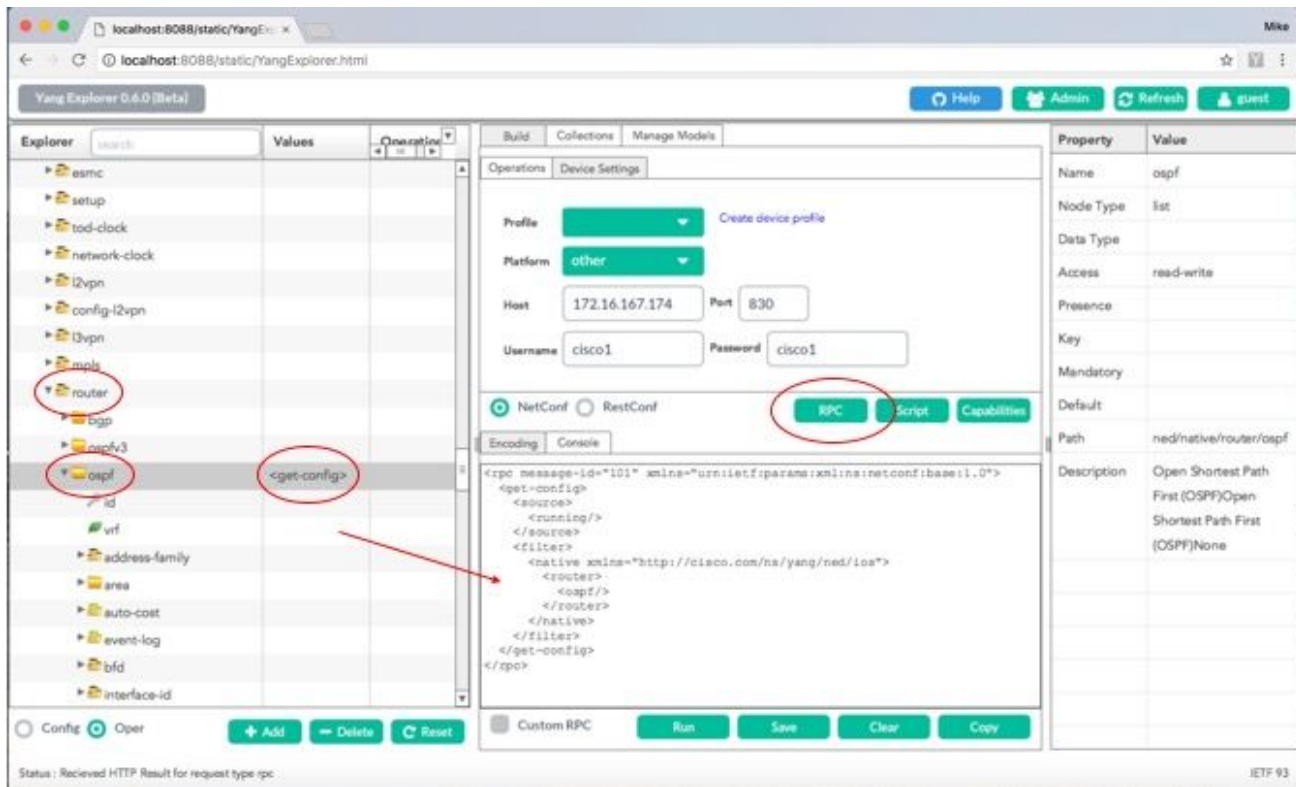 localhost:8088/static/YangEx
Mike
localhost:8088/static/YangExplorer.html
Yang Explorer 0.6.0 (Beta)
Help
Admin
Refresh
guest
Explorer
search
Values
Operation
esmc
setup
tod-clock
network-clock
l2vpn
config-l2vpn
l3vpn
mpls
router
bgp
ospfv3
ospf
<get-config>
id
vrf
address-family
area
auto-cost
event-log
bfd
interface-id
Config
Oper
Add
Delete
Reset
Build
Collections
Manage Models
Operations
Device Settings
Profile
Create device profile
Platform
other
Host
172.16.167.174
Port
830
Username
cisco1
Password
cisco1
NetConf
RestConf
RPC
Script
Capabilities
Encoding
Console
<rpc message-id="101" xmlns="urn:ietf:params:xml:ns:netconf:base:1.0">
<get-config>
<source>
<running/>
</source>
<filter>
<native xmlns="http://cisco.com/ns/yang/ned/ios">
<router>
<ospf/>
</router>
</native>
</filter>
</get-config>
</rpc>
Custom RPC
Run
Save
Clear
Copy
Property
Value
Name
ospf
Node Type
list
Data Type
Access
read-write
Presence
Key
Mandatory
Default
Path
ned/native/router/ospf
Description
Open Shortest Path
First (OSPF)Open
Shortest Path First
(OSPF)None
Status : Recieved HTTP Result for request type rpc
IETF 93